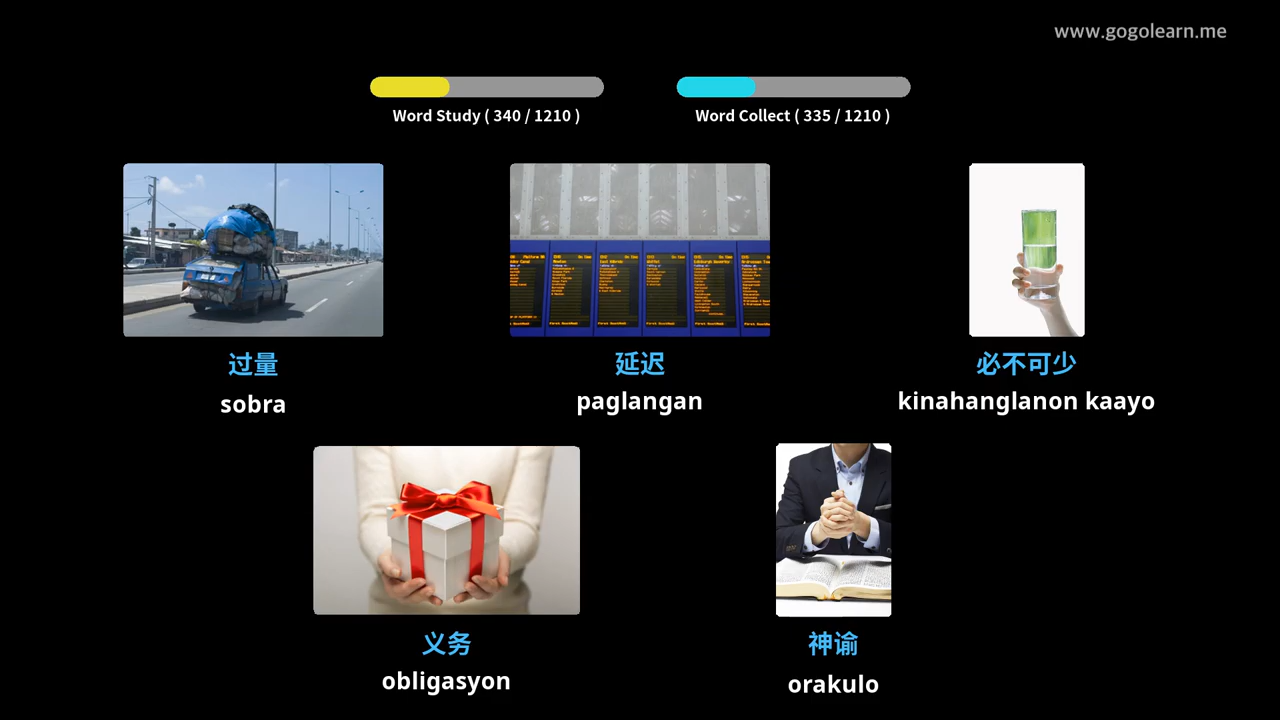 www.gogolearn.me
Word Study ( 340 / 1210 )
Word Collect ( 335 / 1210 )
过量
sobra
延迟
paglangan
必不可少
kinahanglanon kaayo
义务
obligasyon
神谕
orakulo